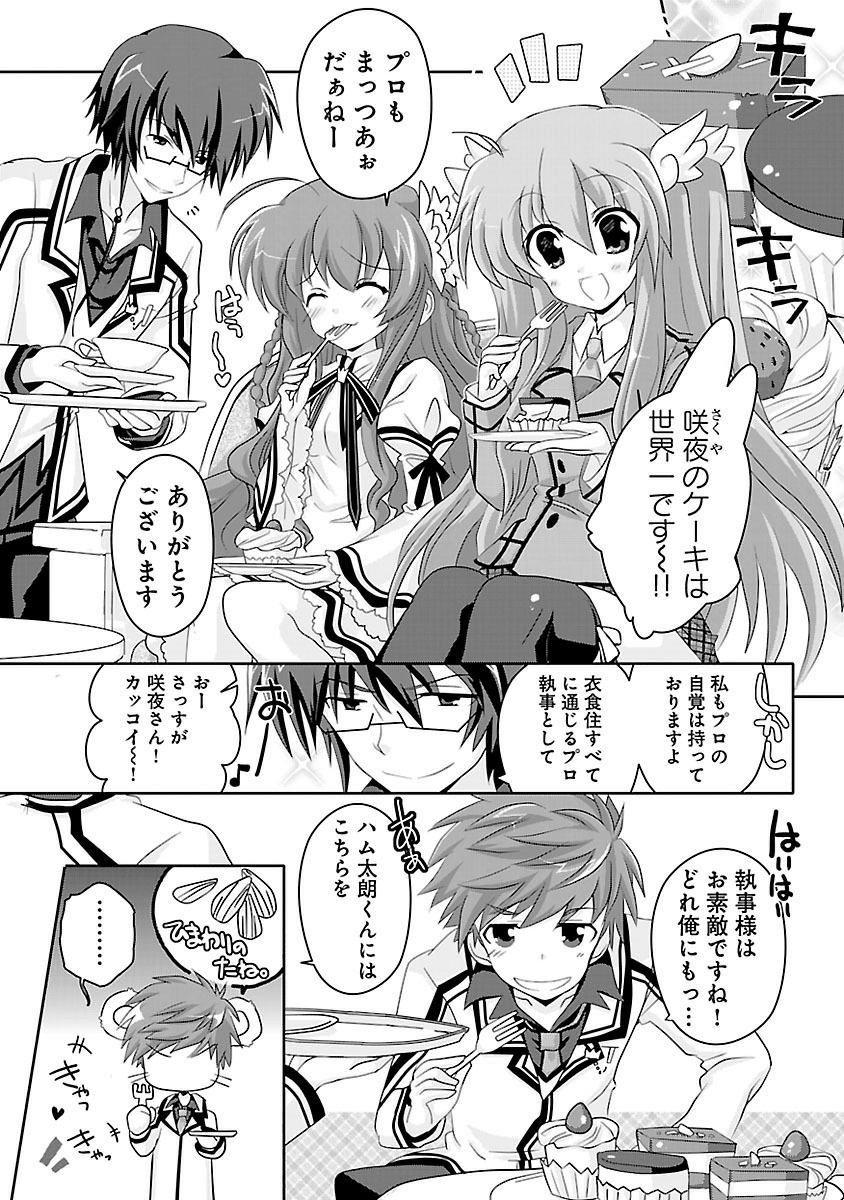 キラ
キラ
咲夜のケーキは
さくや
世界一です〜!!
プロも
まっつあぉ
だぁねー
はぅ〜♡
ありがとう
ございます
私もプロの
自覚は持って
おりますよ
しかし
衣食住すべて
に通じるプロ
執事として
おー
さっすが
咲夜さん！
カッコイ〜！
はいはい
執事様は
お素敵ですね！
どれ俺にもっ…
ああ
ハム太朗くんには
こちらを
ひまわりの
たね。
………
きゃっ
きゃっ